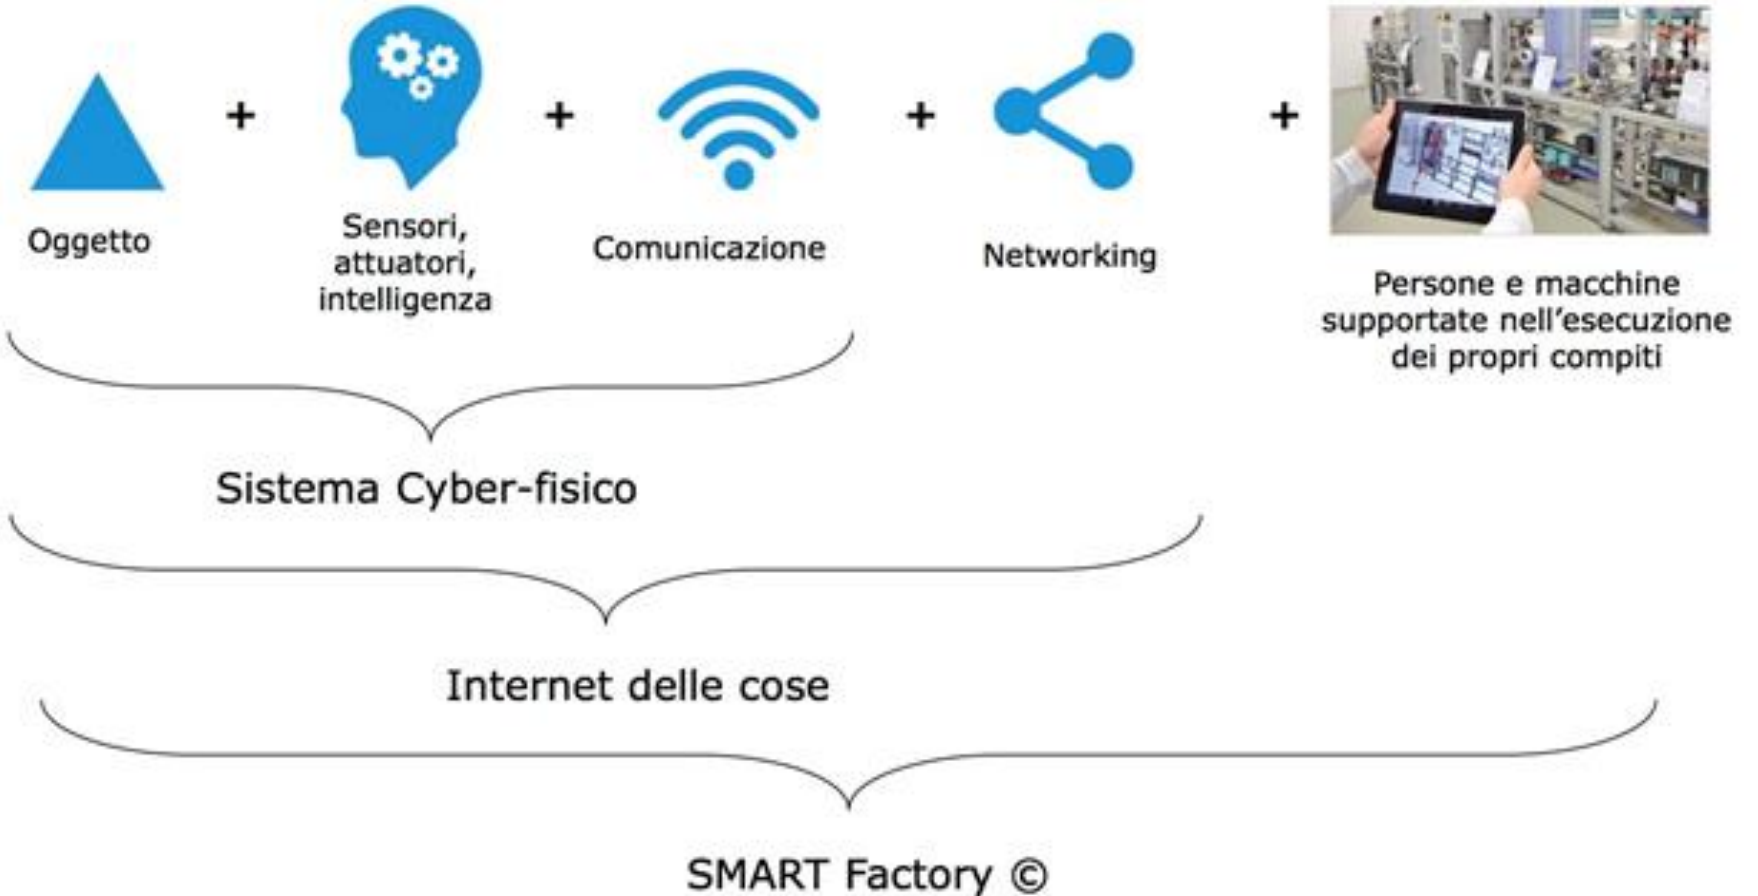 + + + +
Oggetto
Sensori,
attuatori,
intelligenza
Comunicazione
Networking
Persone e macchine
supportate nell'esecuzione
dei propri compiti
Sistema Cyber-fisico
Internet delle cose
SMART Factory ©